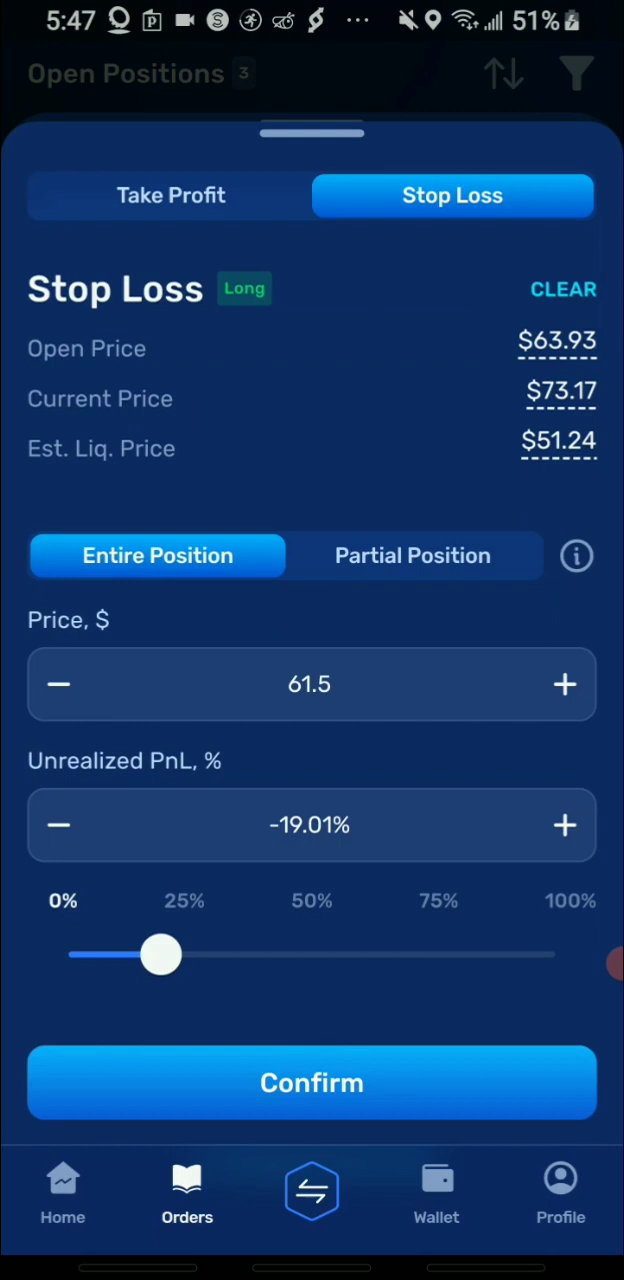 5:47 51%
Open Positions 3
Take Profit Stop Loss
Stop Loss Long CLEAR
Open Price $63.93
Current Price $73.17
Est. Liq. Price $51.24
Entire Position Partial Position
Price, $
− 61.5 +
Unrealized PnL, %
− -19.01% +
0% 25% 50% 75% 100%
Confirm
Home Orders Wallet Profile